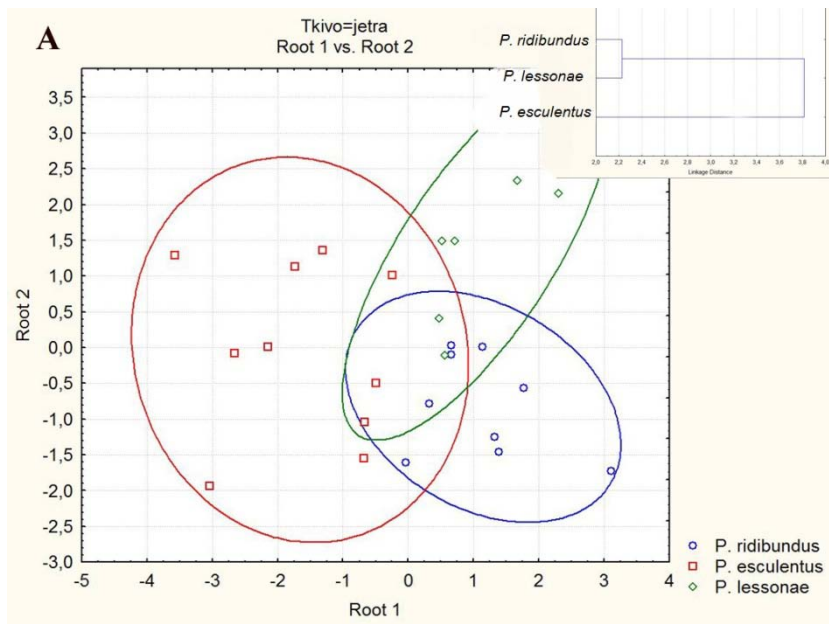 A
Tkivo=jetra
Root 1 vs. Root 2
P. ridibundus
P. lessonae
P. esculentus
2,0 2,2 2,4 2,6 2,8 3,0 3,2 3,4 3,6 3,8 4,0
Linkage Distance
3,5
3,0
2,5
2,0
1,5
1,0
0,5
0,0
-0,5
-1,0
-1,5
-2,0
-2,5
-3,0
Root 2
-5 -4 -3 -2 -1 0 1 2 3 4
Root 1
P. ridibundus
P. esculentus
P. lessonae